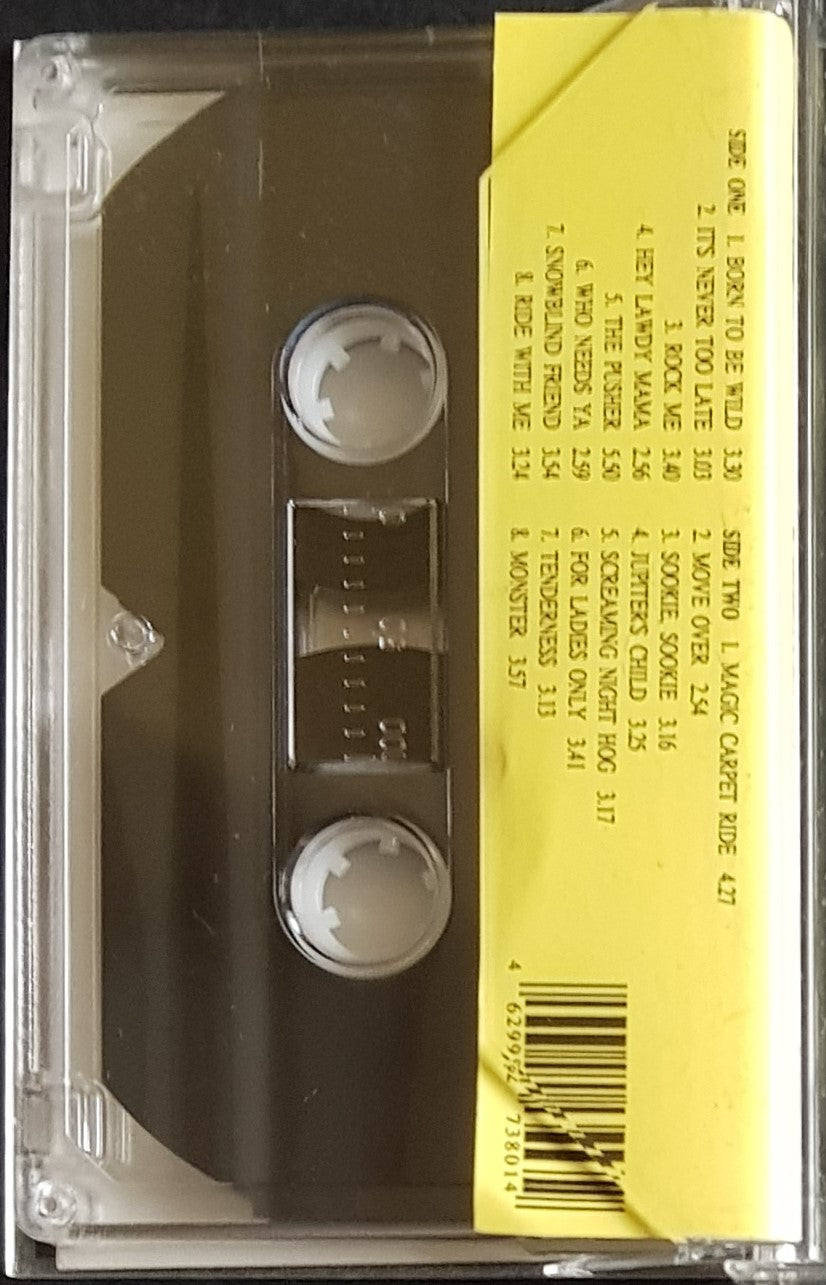 SIDE ONE 1. BORN TO BE WILD 3.30
2. ITS NEVER TOO LATE 3.03
3. ROCK ME 3.40
4. HEY LAWDY MAMA 2.56
5. THE PUSHER 5.50
6. WHO NEEDS YA 2.59
7. SNOWBLIND FRIEND 3.54
8. RIDE WITH ME 3.24
SIDE TWO 1. MAGIC CARPET RIDE 4.27
2. MOVE OVER 2.54
3. SOOKIE SOOKIE 3.16
4. JUPITERS CHILD 3.25
5. SCREAMING NIGHT HOG 3.17
6. FOR LADIES ONLY 3.41
7. TENDERNESS 3.13
8. MONSTER 3.57
4 738014